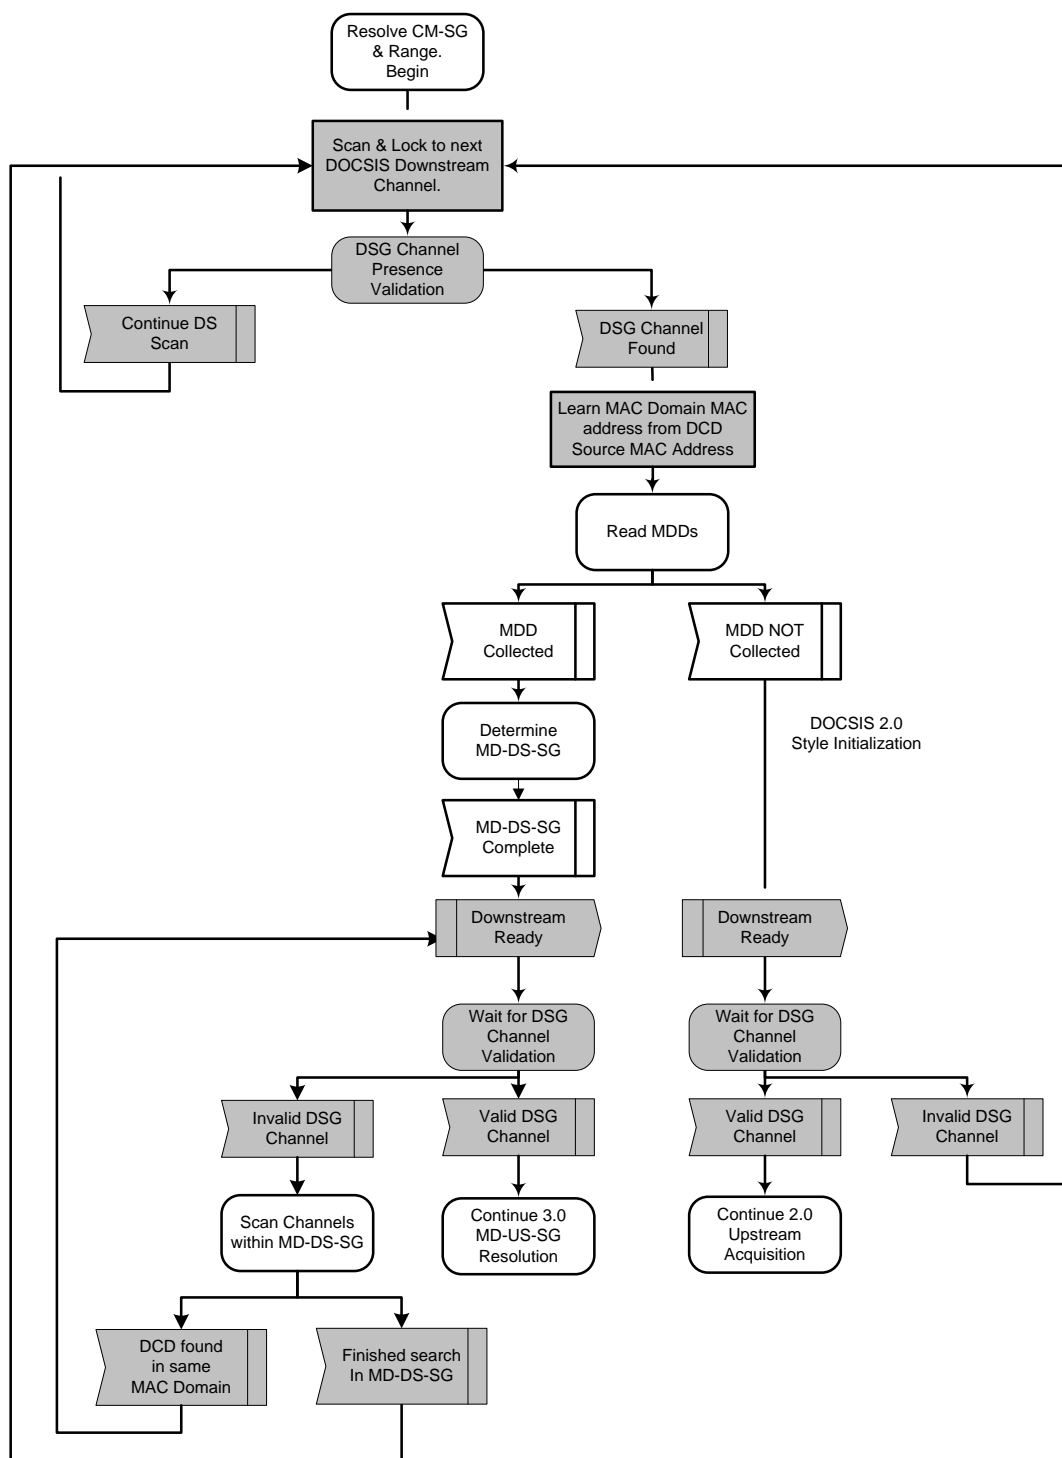 Resolve CM-SG
& Range.
Begin
Scan & Lock to next
DOCSIS Downstream
Channel.
DSG Channel
Presence
Validation
Continue DS
Scan
DSG Channel
Found
Learn MAC Domain MAC
address from DCD
Source MAC Address
Read MDDs
MDD
Collected
MDD NOT
Collected
Determine
MD-DS-SG
DOCSIS 2.0
Style Initialization
MD-DS-SG
Complete
Downstream
Ready
Downstream
Ready
Wait for DSG
Channel
Validation
Wait for DSG
Channel
Validation
Invalid DSG
Channel
Valid DSG
Channel
Valid DSG
Channel
Invalid DSG
Channel
Scan Channels
within MD-DS-SG
Continue 3.0
MD-US-SG
Resolution
Continue 2.0
Upstream
Acquisition
DCD found
in same
MAC Domain
Finished search
In MD-DS-SG